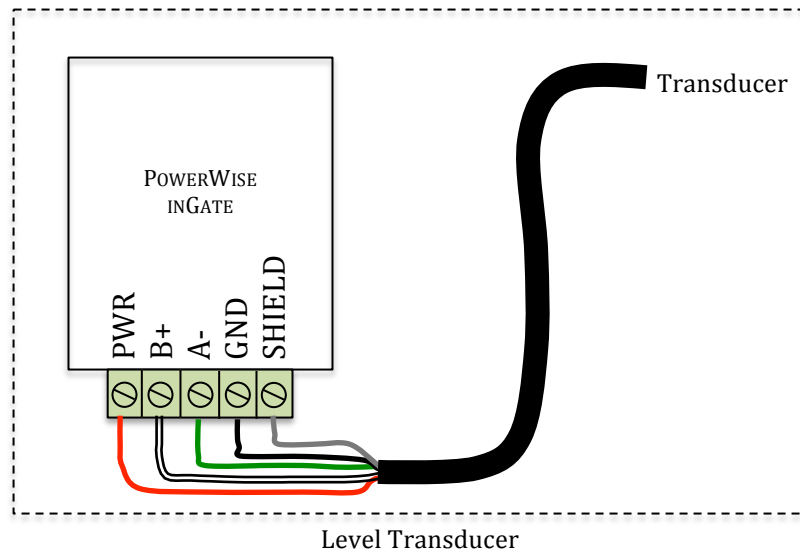 Transducer
POWERWISE
INGATE
PWR
B+
A-
GND
SHIELD
Level Transducer